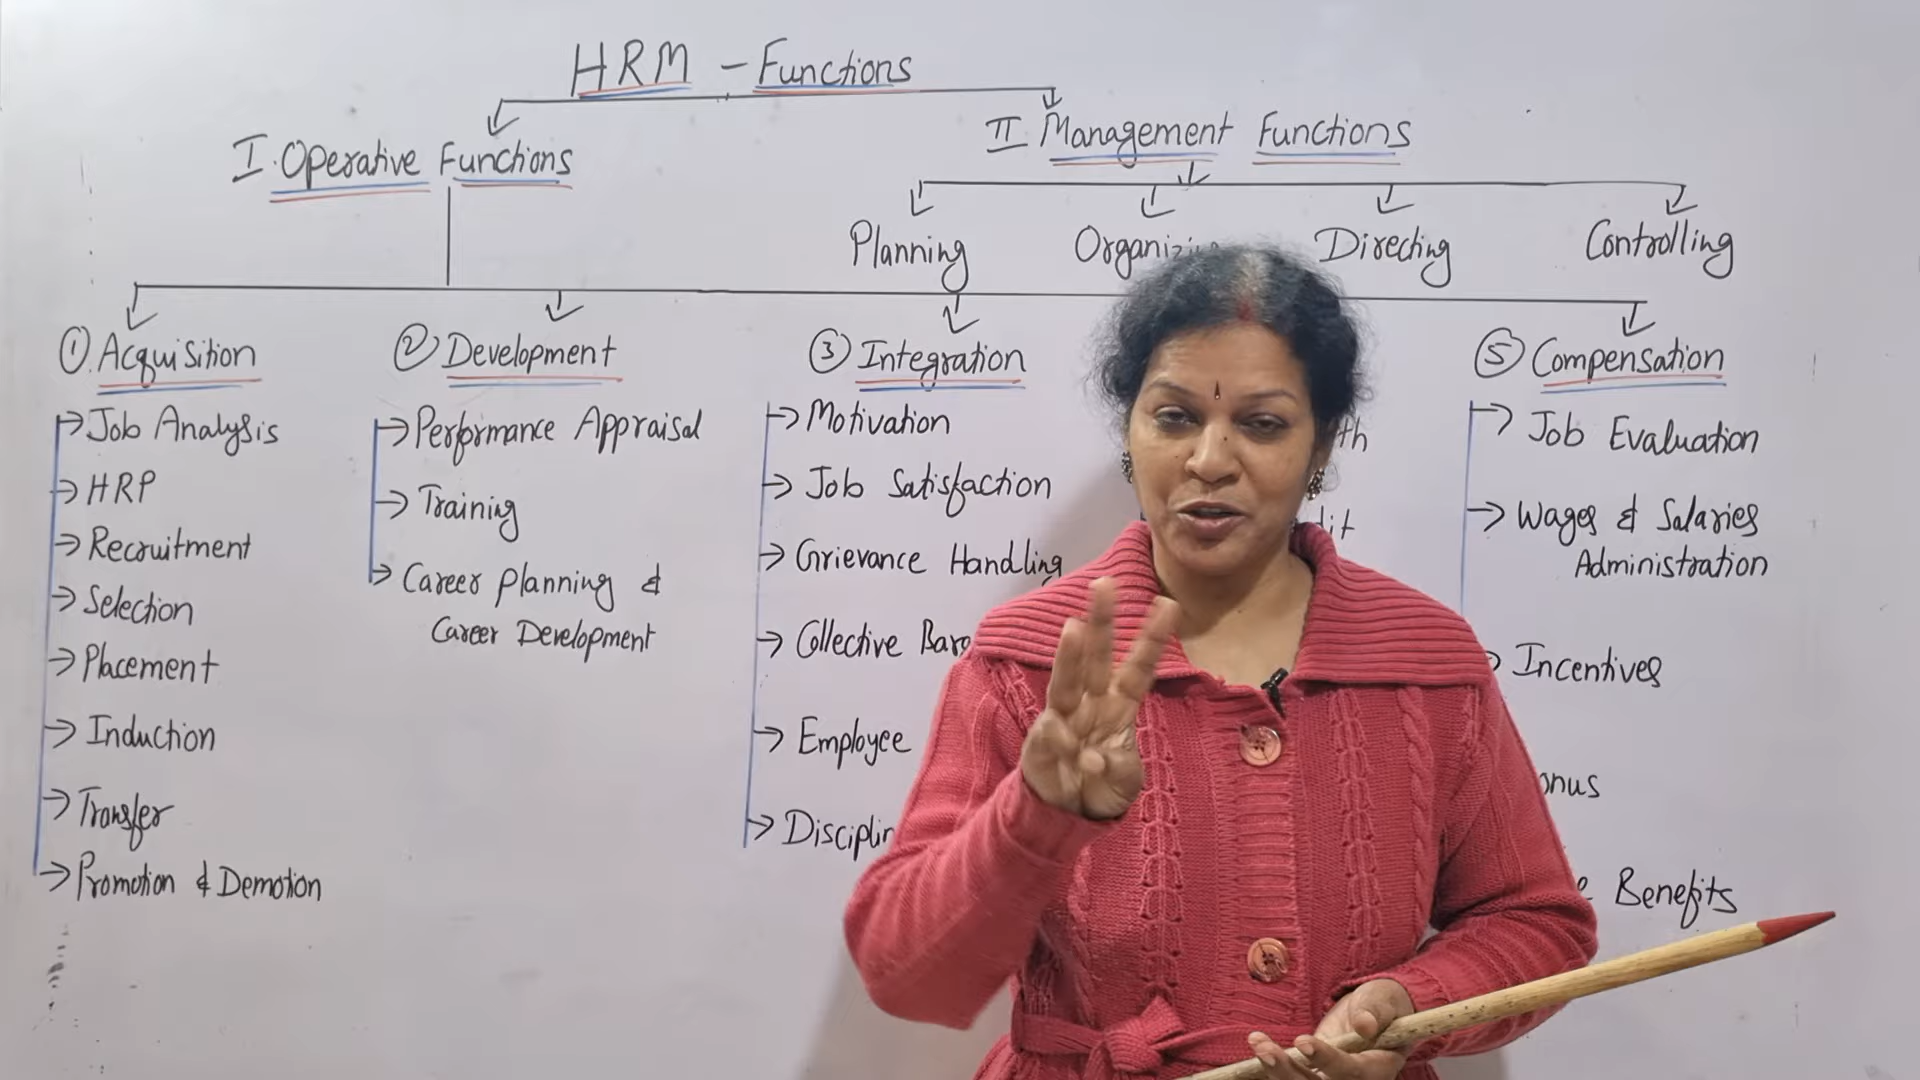 HRM - Functions
I. Operative Functions
II Management Functions
Planning
Directing
Controlling
① Acquisition
Job Analysis
HRP
Recruitment
Selection
Placement
Induction
Transfer
Promotion & Demotion
② Development
Performance Appraisal
Training
Career Planning &
Career Development
③ Integration
Motivation
Job Satisfaction
Grievance Handling
Collective
Employee
⑤ Compensation
Job Evaluation
Wages & Salaries
Administration
Incentives
Benefits